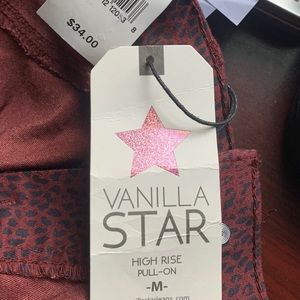 $34.00
VANILLA
STAR
HIGH RISE
PULL-ON
-M-